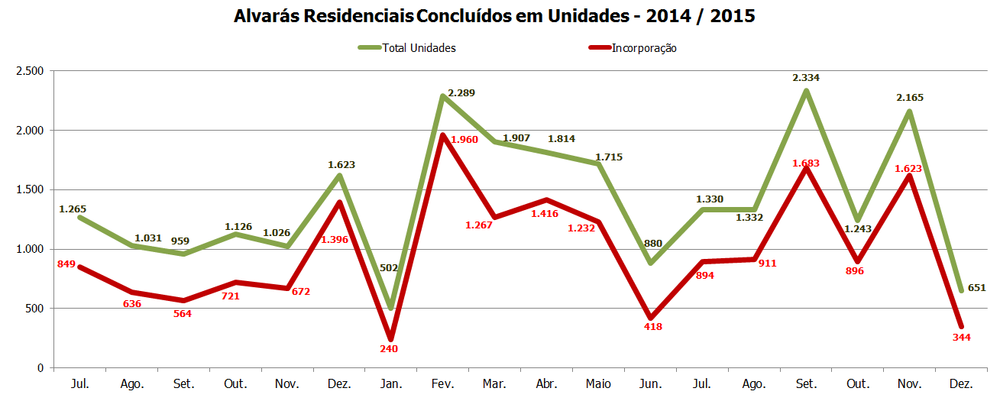 Alvarás Residenciais Concluídos em Unidades - 2014 / 2015
Total Unidades Incorporação
2.500
2.000
1.500
1.000
500
0
1.265 1.031 959 1.126 1.026 1.623 502 2.289 1.907 1.814 1.715 880 1.330 1.332 2.334 1.243 2.165 651
849 636 564 721 672 1.396 240 1.960 1.267 1.416 1.232 418 894 911 1.683 896 1.623 344
Jul. Ago. Set. Out. Nov. Dez. Jan. Fev. Mar. Abr. Maio Jun. Jul. Ago. Set. Out. Nov. Dez.